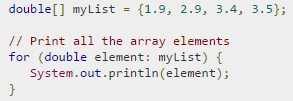 double[] myList = {1.9, 2.9, 3.4, 3.5};
// Print all the array elements
for (double element: myList) {
System.out.println(element);
}